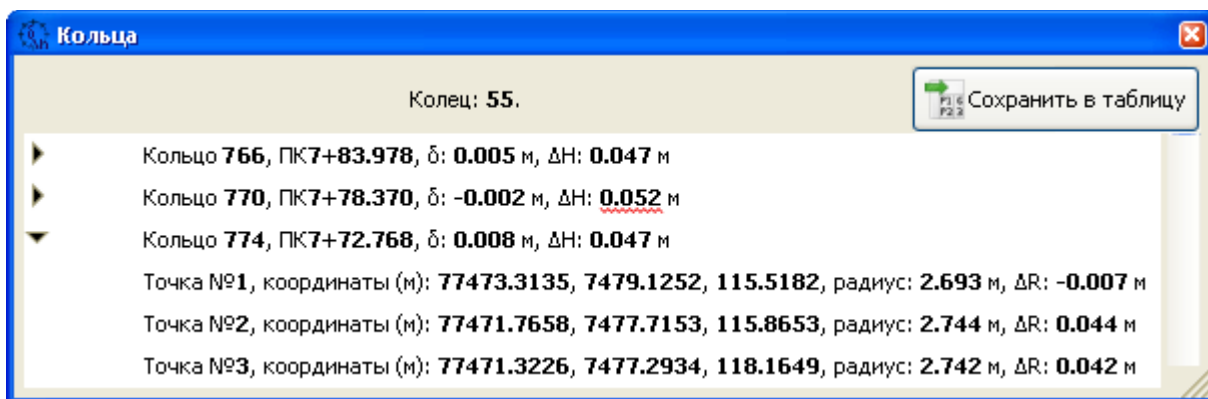 Кольца
Колец: 55.
Сохранить в таблицу
Кольцо 766, ПК7+83.978, δ: 0.005 м, ΔH: 0.047 м
Кольцо 770, ПК7+78.370, δ: -0.002 м, ΔH: 0.052 м
Кольцо 774, ПК7+72.768, δ: 0.008 м, ΔH: 0.047 м
Точка №1, координаты (м): 77473.3135, 7479.1252, 115.5182, радиус: 2.693 м, ΔR: -0.007 м
Точка №2, координаты (м): 77471.7658, 7477.7153, 115.8653, радиус: 2.744 м, ΔR: 0.044 м
Точка №3, координаты (м): 77471.3226, 7477.2934, 118.1649, радиус: 2.742 м, ΔR: 0.042 м